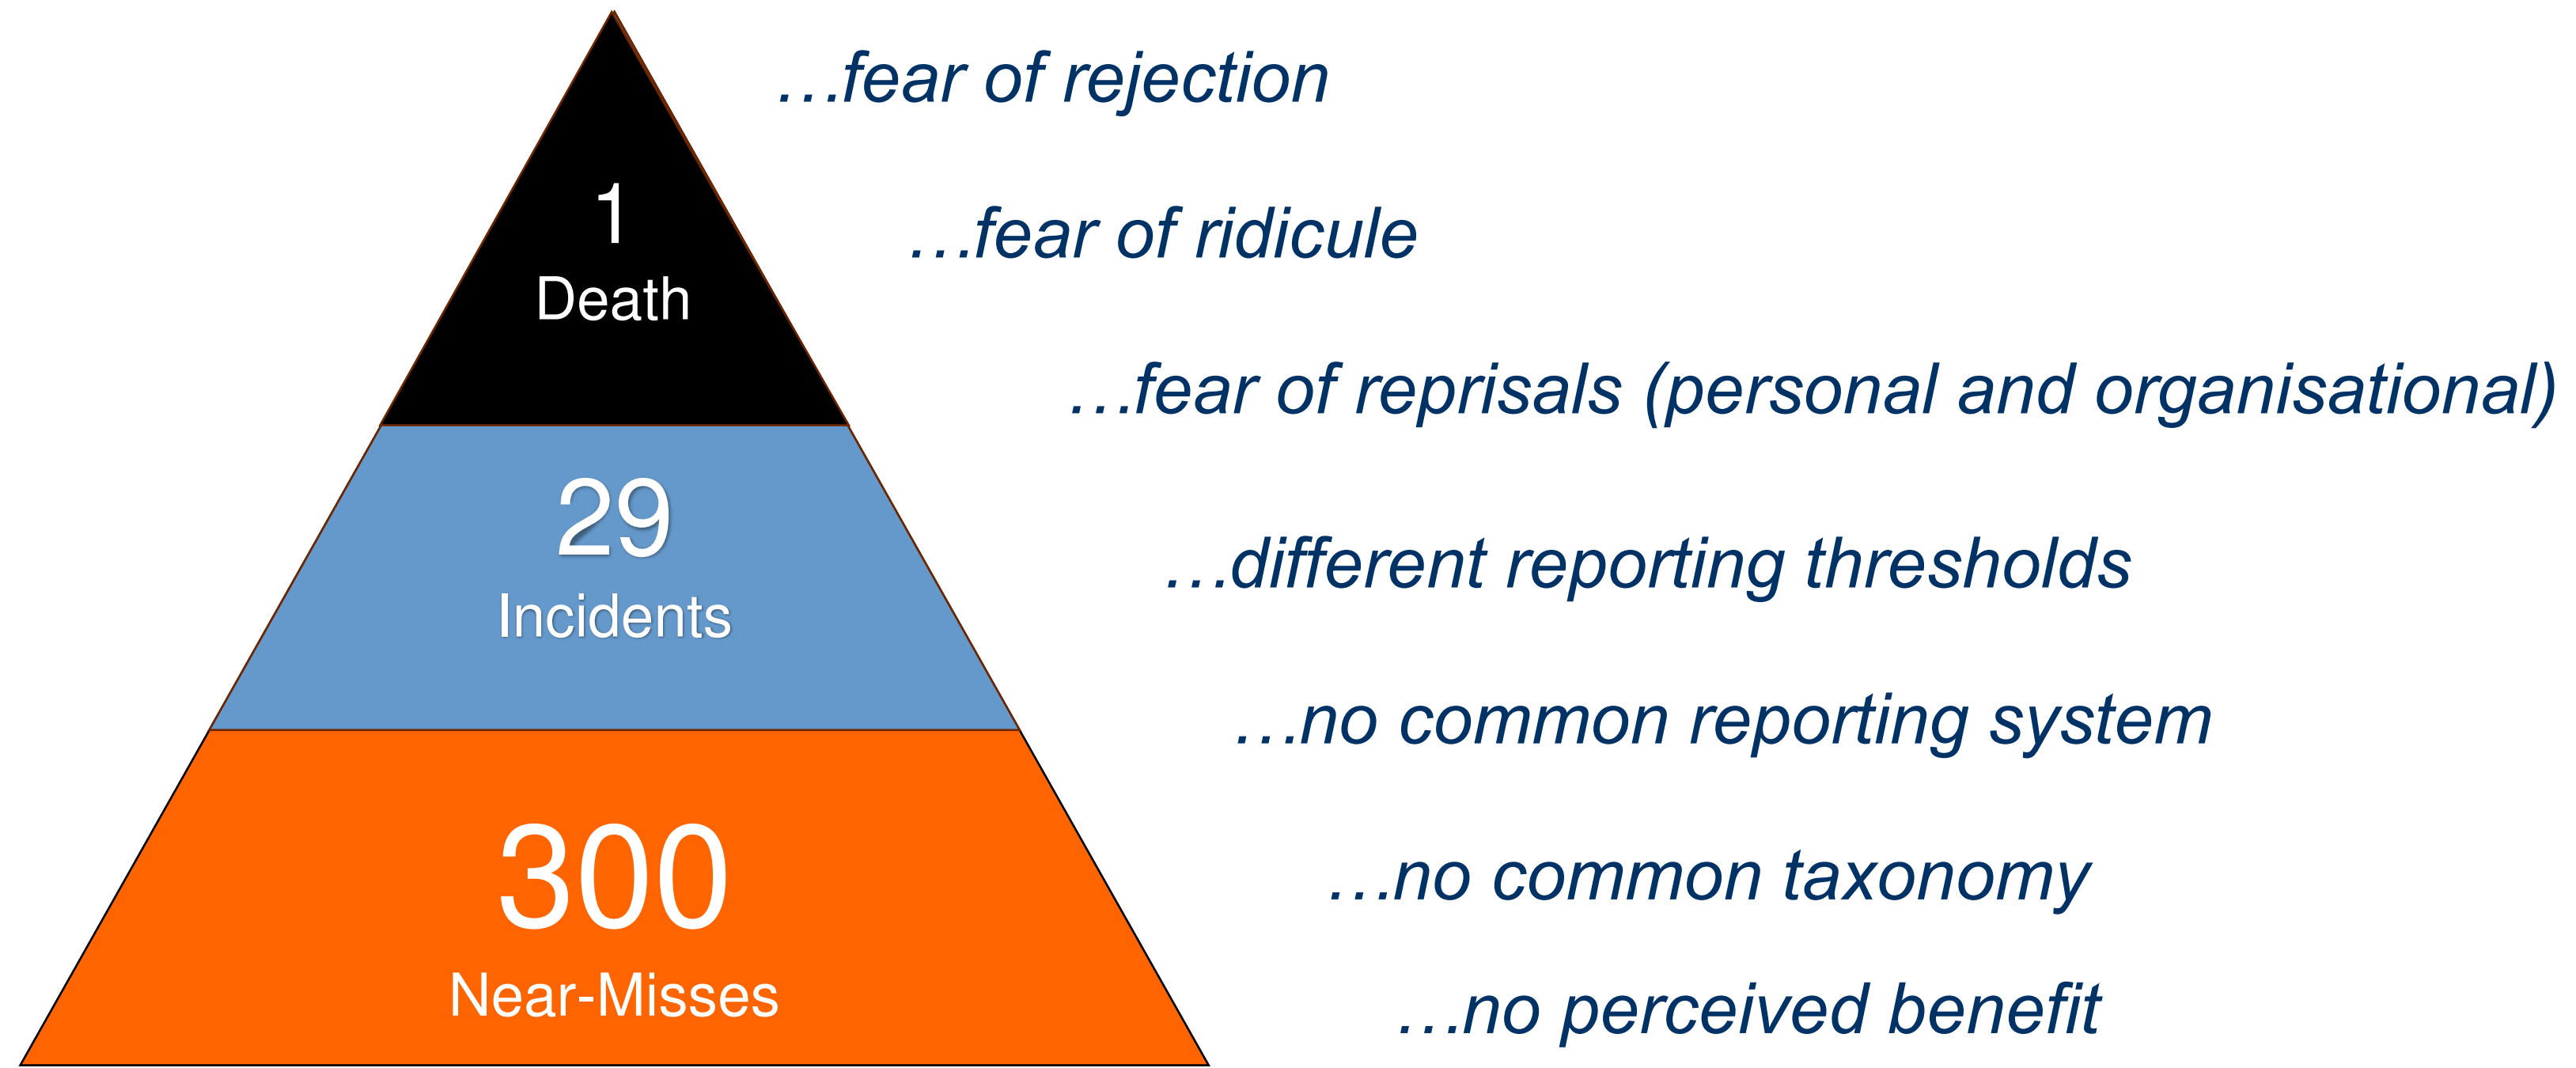 …fear of rejection
…fear of ridicule
1
Death
…fear of reprisals (personal and organisational)
29
Incidents
…different reporting thresholds
…no common reporting system
300
Near-Misses
…no common taxonomy
…no perceived benefit